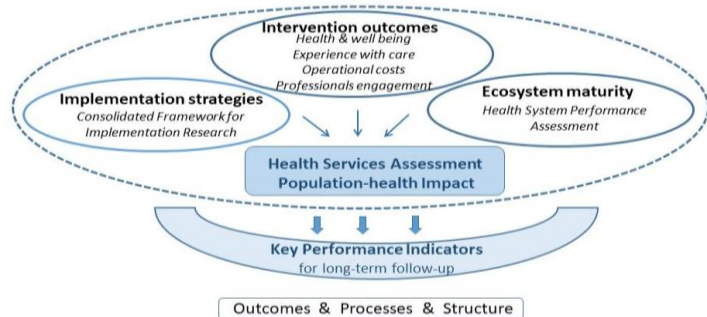 Intervention outcomes
Health & well being
Experience with care
Operational costs
Professionals engagement
Implementation strategies
Consolidated Framework for
Implementation Research
Ecosystem maturity
Health System Performance
Assessment
Health Services Assessment
Population-health Impact
Key Performance Indicators
for long-term follow-up
Outcomes & Processes & Structure